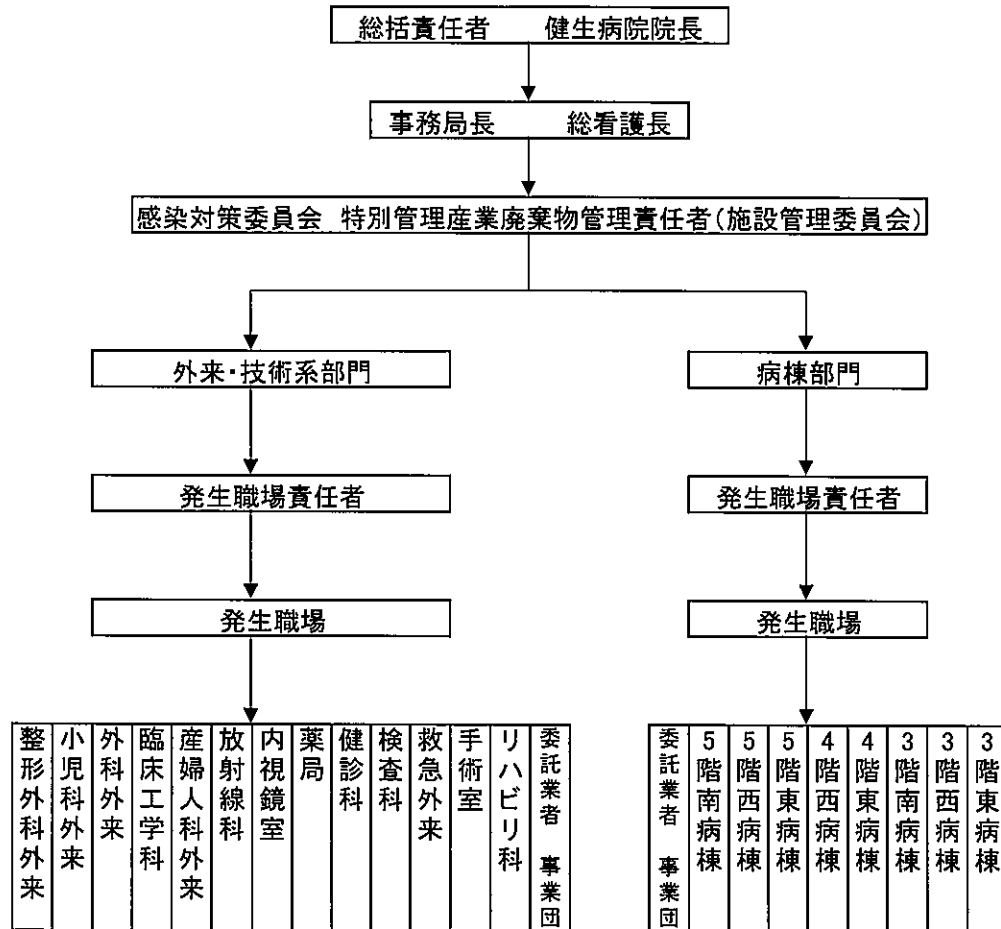 総括責任者　健生病院院長
事務局長　総看護長
感染対策委員会　特別管理産業廃棄物管理責任者(施設管理委員会)
外来・技術系部門
病棟部門
発生職場責任者
発生職場責任者
発生職場
発生職場
整形外科外来
小児科外来
外科外来
臨床工学科
産婦人科外来
放射線科
内視鏡室
薬局
健診科
検査科
救急外来
手術室
リハビリ科
委託業者　事業団
委託業者　事業団
5階南病棟
5階西病棟
5階東病棟
4階西病棟
4階東病棟
3階南病棟
3階西病棟
3階東病棟